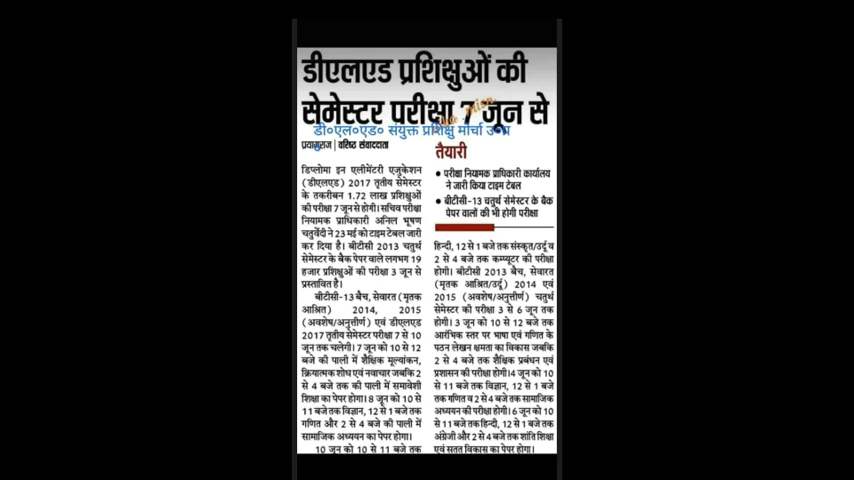 डीएलएड प्रशिक्षुओं की
सेमेस्टर परीक्षा 7 जून से
डी०एल०एड० संयुक्त प्रशिक्षु मोर्चा उ०प्र
प्रयागराज | वरिष्ठ संवाददाता
डिप्लोमा इन एलीमेंटरी एजुकेशन
(डीएलएड) 2017 तृतीय सेमेस्टर
के तकरीबन 1.72 लाख प्रशिक्षुओं
की परीक्षा 7 जून से होगी। सचिव परीक्षा
नियामक प्राधिकारी अनिल भूषण
चतुर्वेदी ने 23 मई को टाइम टेबल जारी
कर दिया है। बीटीसी 2013 चतुर्थ
सेमेस्टर के बैक पेपर वाले लगभग 19
हजार प्रशिक्षुओं की परीक्षा 3 जून से
प्रस्तावित है।
बीटीसी-13 बैच, सेवारत (मृतक
आश्रित) 2014, 2015
(अवशेष/अनुत्तीर्ण) एवं डीएलएड
2017 तृतीय सेमेस्टर परीक्षा 7 से 10
जून तक चलेगी। 7 जून को 10 से 12
बजे की पाली में शैक्षिक मूल्यांकन,
क्रियात्मक शोध एवं नवाचार जबकि 2
से 4 बजे तक की पाली में समावेशी
शिक्षा का पेपर होगा। 8 जून को 10 से
11 बजे तक विज्ञान, 12 से 1 बजे तक
गणित और 2 से 4 बजे की पाली में
सामाजिक अध्ययन का पेपर होगा।
10 जून को 10 से 11 बजे तक
तैयारी
• परीक्षा नियामक प्राधिकारी कार्यालय
ने जारी किया टाइम टेबल
• बीटीसी-13 चतुर्थ सेमेस्टर के बैक
पेपर वालों की भी होगी परीक्षा
हिन्दी, 12 से 1 बजे तक संस्कृत/उर्दू व
2 से 4 बजे तक कम्प्यूटर की परीक्षा
होगी। बीटीसी 2013 बैच, सेवारत
(मृतक आश्रित/उर्दू) 2014 एवं
2015 (अवशेष/अनुत्तीर्ण) चतुर्थ
सेमेस्टर की परीक्षा 3 से 6 जून तक
होगी। 3 जून को 10 से 12 बजे तक
आरंभिक स्तर पर भाषा एवं गणित के
पठन लेखन क्षमता का विकास जबकि
2 से 4 बजे तक शैक्षिक प्रबंधन एवं
प्रशासन की परीक्षा होगी। 4 जून को 10
से 11 बजे तक विज्ञान, 12 से 1 बजे
तक गणित व 2 से 4 बजे तक सामाजिक
अध्ययन की परीक्षा होगी। 6 जून को 10
से 11 बजे तक हिन्दी, 12 से 1 बजे तक
अंग्रेजी और 2 से 4 बजे तक शांति शिक्षा
एवं सतत विकास का पेपर होगा।